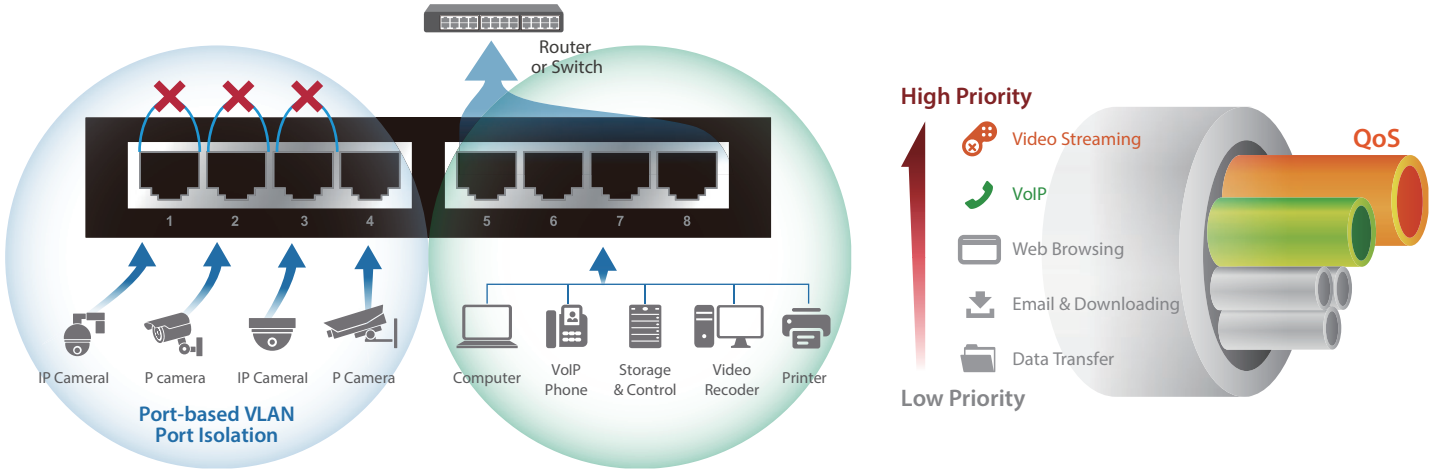 Router
or Switch
1 2 3 4 5 6 7 8
IP Cameral
P camera
IP Cameral
P Camera
Port-based VLAN
Port Isolation
Computer
VoIP
Phone
Storage
& Control
Video
Recoder
Printer
High Priority
Video Streaming
VoIP
Web Browsing
Email & Downloading
Data Transfer
Low Priority
QoS